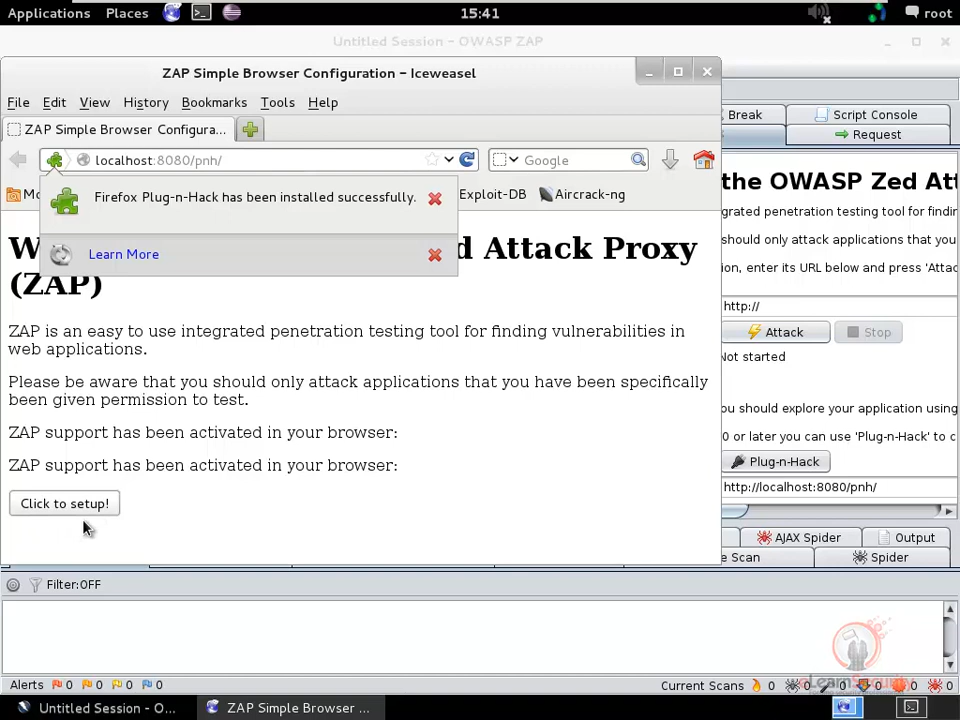 Applications Places 15:41 root
Untitled Session - OWASP ZAP
ZAP Simple Browser Configuration - Iceweasel
File Edit View History Bookmarks Tools Help
Break Script Console
ZAP Simple Browser Configura...
Request
localhost:8080/pnh/ Google
Firefox Plug-n-Hack has been installed successfully.
Exploit-DB Aircrack-ng
the OWASP Zed Att
grated penetration testing tool for findin
should only attack applications that you
Learn More
d Attack Proxy
(ZAP)
ion, enter its URL below and press 'Attac
http://
ZAP is an easy to use integrated penetration testing tool for finding vulnerabilities in
web applications.
Attack Stop
Not started
Please be aware that you should only attack applications that you have been specifically
been given permission to test.
ou should explore your application using
ZAP support has been activated in your browser:
0 or later you can use 'Plug-n-Hack' to c
ZAP support has been activated in your browser:
Plug-n-Hack
http://localhost:8080/pnh/
Click to setup!
AJAX Spider Output
e Scan Spider
Filter:OFF
eLearnSecurity
Alerts 0 0 0 0 Current Scans 0 0 0 0 0 0
Untitled Session - O... ZAP Simple Browser ...